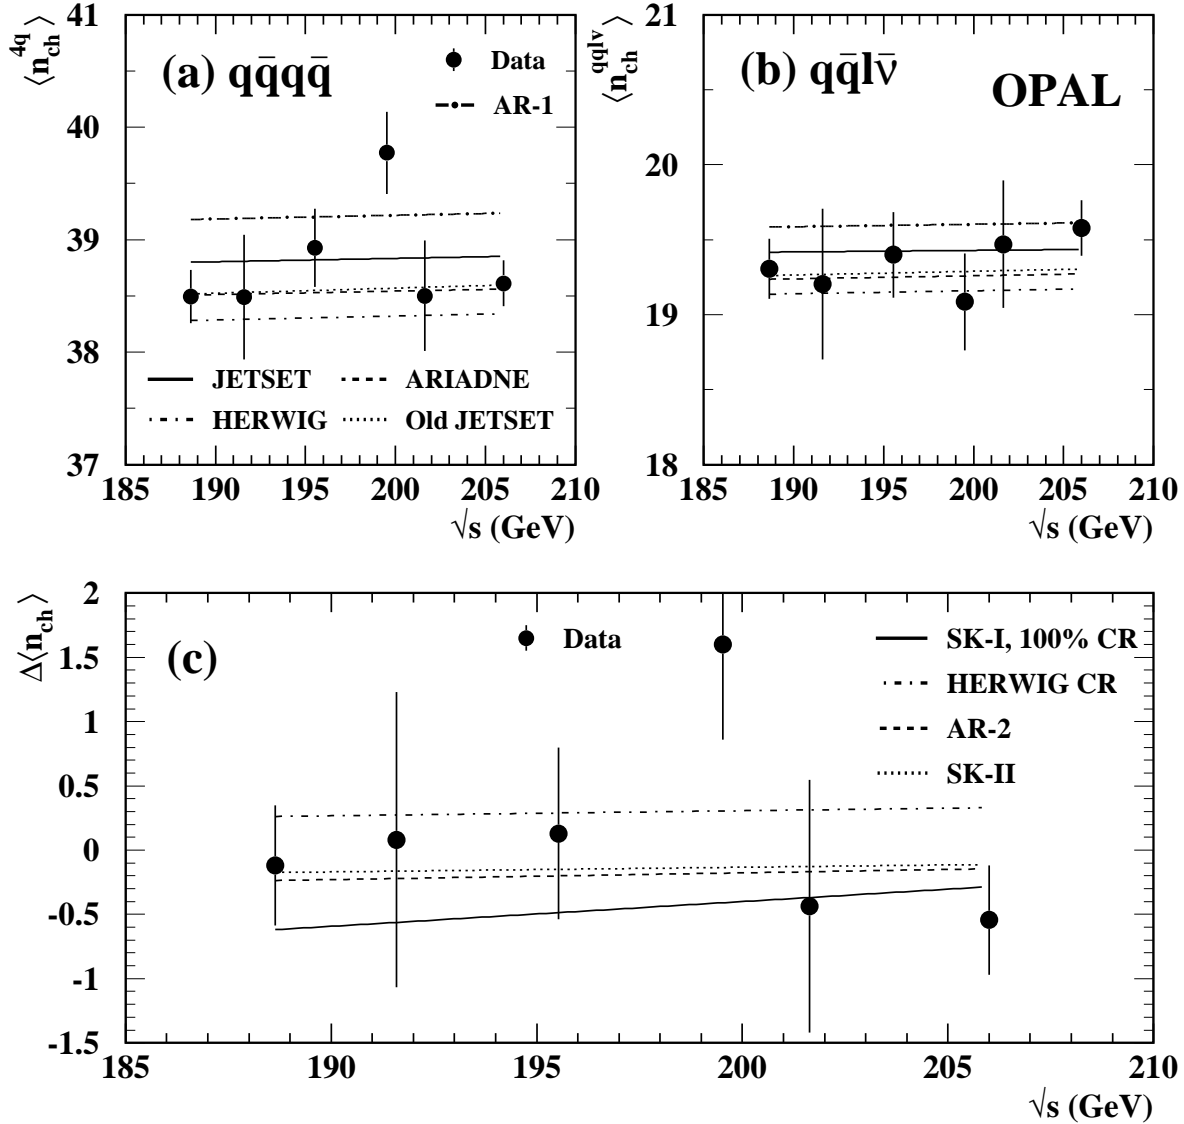 ⟨n_ch^4q⟩
41
40
39
38
37
(a) qq̄qq̄
Data
AR-1
JETSET
ARIADNE
HERWIG
Old JETSET
185 190 195 200 205 210
√s (GeV)
⟨n_ch^qqlν⟩
21
20
19
18
(b) qq̄lν̄
OPAL
185 190 195 200 205 210
√s (GeV)
Δ⟨n_ch⟩
2
1.5
1
0.5
0
-0.5
-1
-1.5
(c)
Data
SK-I, 100% CR
HERWIG CR
AR-2
SK-II
185 190 195 200 205 210
√s (GeV)